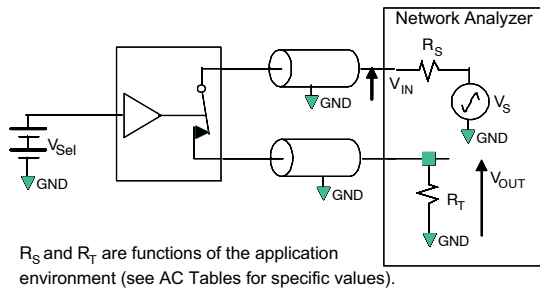 Network Analyzer
R_S
V_IN
V_S
GND
GND
V_Sel
GND
GND
R_T
V_OUT
GND
R_S and R_T are functions of the application
environment (see AC Tables for specific values).